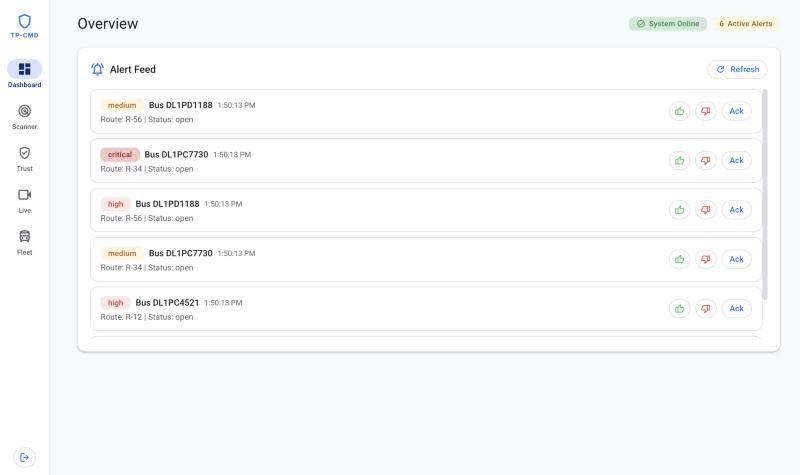 TP-CMD
Dashboard
Scanner
Trust
Live
Fleet
Overview
System Online
6 Active Alerts
Alert Feed
Refresh
medium Bus DL1PD1188 1:50:13 PM
Route: R-56 | Status: open
Ack
critical Bus DL1PC7730 1:50:13 PM
Route: R-34 | Status: open
Ack
high Bus DL1PD1188 1:50:13 PM
Route: R-56 | Status: open
Ack
medium Bus DL1PC7730 1:50:13 PM
Route: R-34 | Status: open
Ack
high Bus DL1PC4521 1:50:13 PM
Route: R-12 | Status: open
Ack